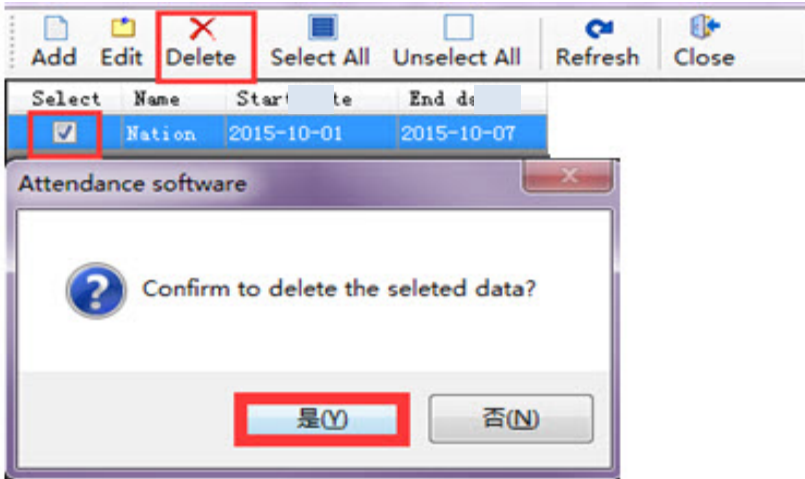 Add Edit Delete Select All Unselect All Refresh Close
Select Name
Nation 2015-10-01 2015-10-07
Attendance software
Confirm to delete the seleted data?
是(Y) 否(N)